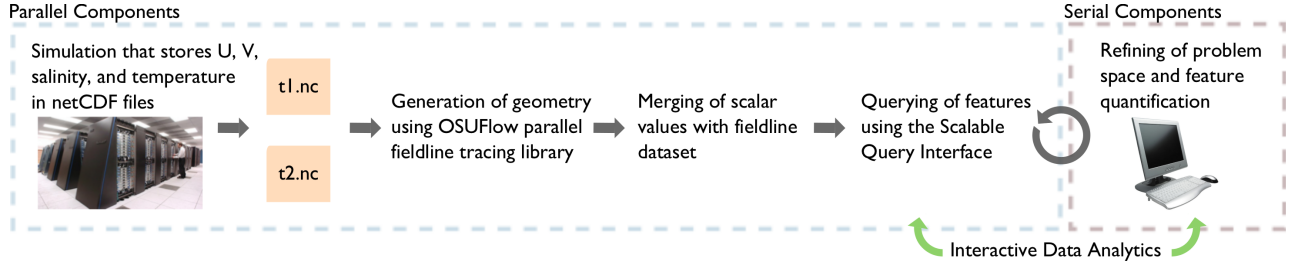 Parallel Components
Serial Components
Simulation that stores U, V,
salinity, and temperature
in netCDF files
t1.nc
t2.nc
Generation of geometry
using OSUFlow parallel
fieldline tracing library
Merging of scalar
values with fieldline
dataset
Querying of features
using the Scalable
Query Interface
Refining of problem
space and feature
quantification
Interactive Data Analytics